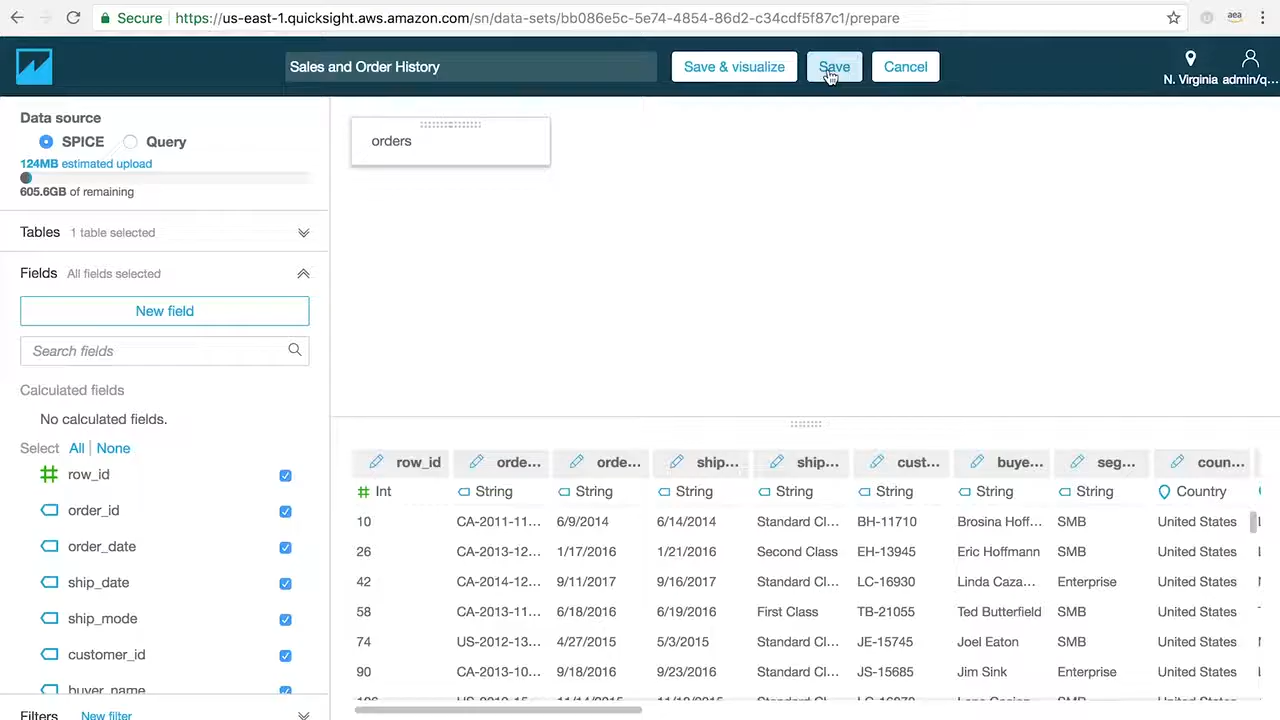 Secure https://us-east-1.quicksight.aws.amazon.com/sn/data-sets/bb086e5c-5e74-4854-86d2-c34cdf5f87c1/prepare
aea
Sales and Order History
Save & visualize
Save
Cancel
N. Virginia admin/q...
Data source
SPICE
Query
124MB estimated upload
605.6GB of remaining
Tables 1 table selected
Fields All fields selected
New field
Search fields
Calculated fields
No calculated fields.
Select All | None
row_id
order_id
order_date
ship_date
ship_mode
customer_id
buyer_name
Filters New filter
orders
row_id orde... orde... ship... ship... cust... buye... seg... coun...
Int String String String String String String String Country
10 CA-2011-11... 6/9/2014 6/14/2014 Standard Cl... BH-11710 Brosina Hoff... SMB United States
26 CA-2013-12... 1/17/2016 1/21/2016 Second Class EH-13945 Eric Hoffmann SMB United States
42 CA-2014-12... 9/11/2017 9/16/2017 Standard Cl... LC-16930 Linda Caza... Enterprise United States
58 CA-2013-11... 6/18/2016 6/19/2016 First Class TB-21055 Ted Butterfield SMB United States
74 US-2012-13... 4/27/2015 5/3/2015 Standard Cl... JE-15745 Joel Eaton SMB United States
90 CA-2013-10... 9/18/2016 9/23/2016 Standard Cl... JS-15685 Jim Sink Enterprise United States